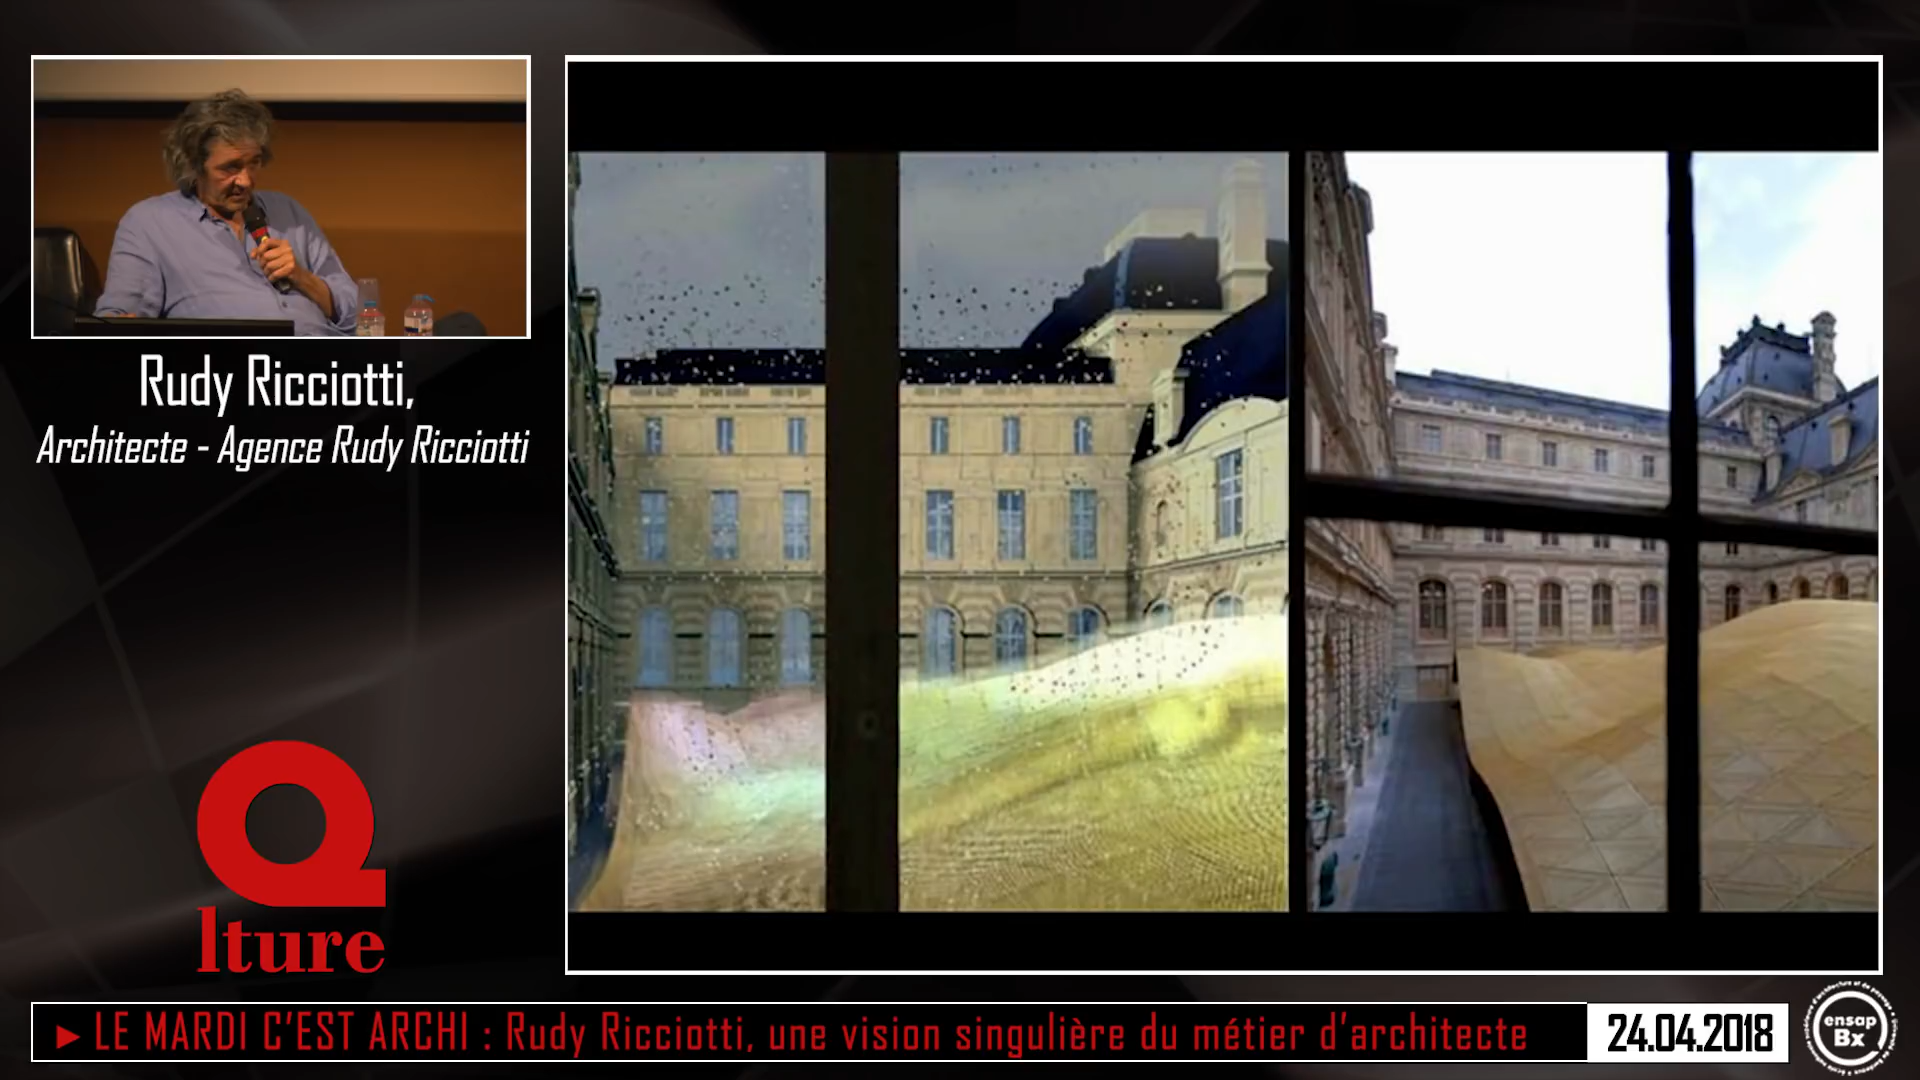 Rudy Ricciotti,
Architecte - Agence Rudy Ricciotti
Q
lture
► LE MARDI C'EST ARCHI : Rudy Ricciotti, une vision singulière du métier d'architecte
24.04.2018
ensap
Bx